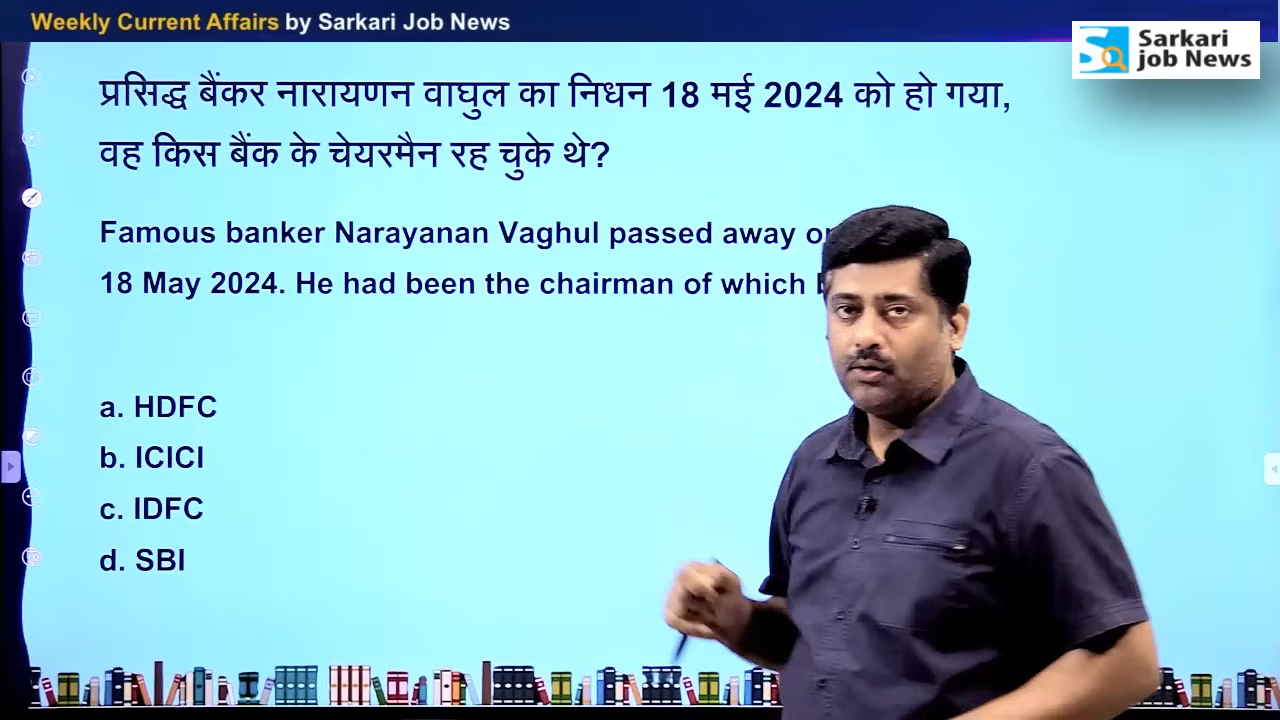 Weekly Current Affairs by Sarkari Job News
Sarkari
job News
प्रसिद्ध बैंकर नारायणन वाघुल का निधन 18 मई 2024 को हो गया,
वह किस बैंक के चेयरमैन रह चुके थे?
Famous banker Narayanan Vaghul passed away
18 May 2024. He had been the chairman of which
a. HDFC
b. ICICI
c. IDFC
d. SBI